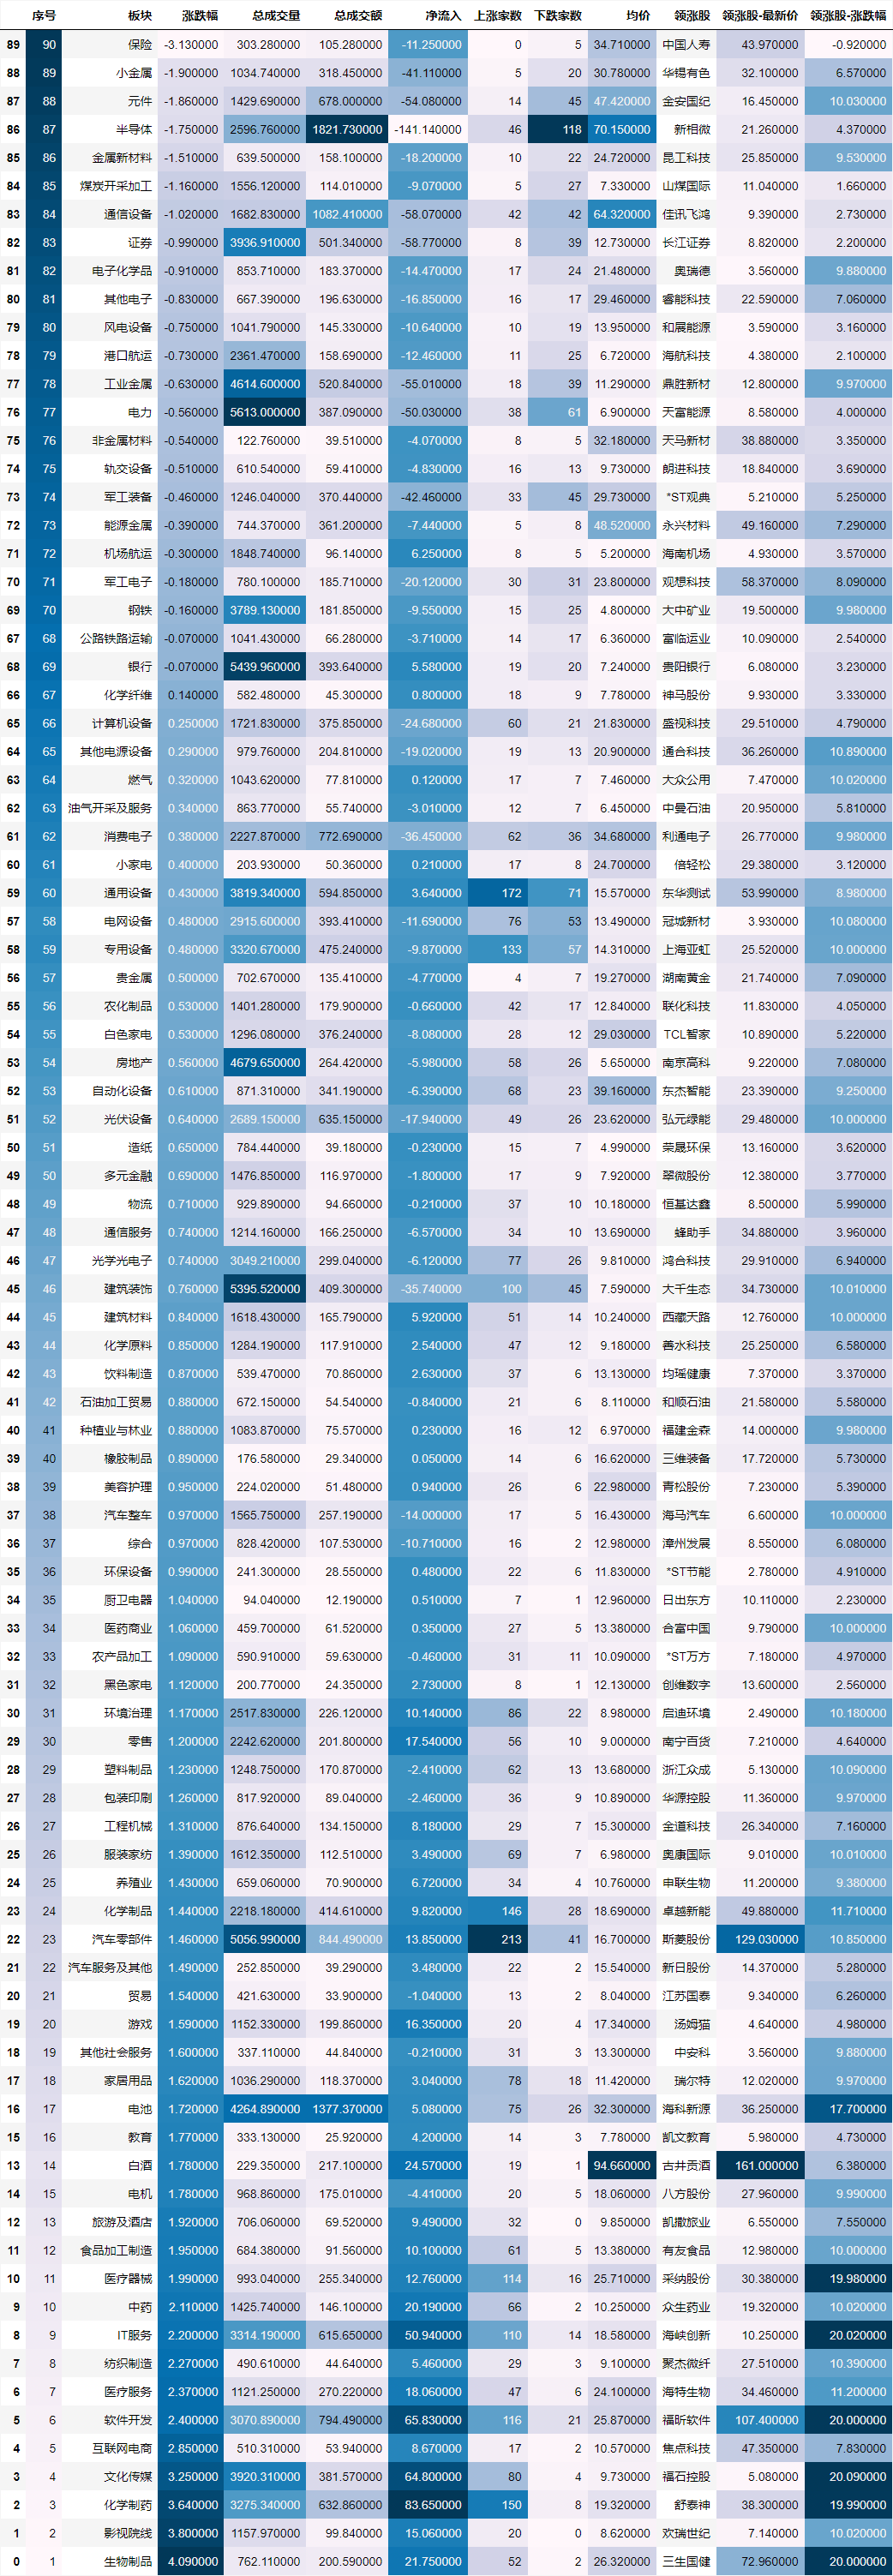 序号 板块 涨跌幅 总成交量 总成交额 净流入 上涨家数 下跌家数 均价 领涨股 领涨股-最新价 领涨股-涨跌幅
89 90 保险 -3.130000 303.280000 105.280000 -11.250000 0 5 34.710000 中国人寿 43.970000 -0.920000
88 89 小金属 -1.900000 1034.740000 318.450000 -41.110000 5 20 30.780000 华锡有色 32.100000 6.570000
87 88 元件 -1.860000 1429.690000 678.000000 -54.080000 14 45 47.420000 金安国纪 16.450000 10.030000
86 87 半导体 -1.750000 2596.760000 1821.730000 -141.140000 46 118 70.150000 新相微 21.260000 4.370000
85 86 金属新材料 -1.510000 639.500000 158.100000 -18.200000 10 22 24.720000 昆工科技 25.850000 9.530000
84 85 煤炭开采加工 -1.160000 1556.120000 114.010000 -9.070000 5 27 7.330000 山煤国际 11.040000 1.660000
83 84 通信设备 -1.020000 1682.830000 1082.410000 -58.070000 42 42 64.320000 佳讯飞鸿 9.390000 2.730000
82 83 证券 -0.990000 3936.910000 501.340000 -58.770000 8 39 12.730000 长江证券 8.820000 2.200000
81 82 电子化学品 -0.910000 853.710000 183.370000 -14.470000 17 24 21.480000 奥瑞德 3.560000 9.880000
80 81 其他电子 -0.830000 667.390000 196.630000 -16.850000 16 17 29.460000 睿能科技 22.590000 7.060000
79 80 风电设备 -0.750000 1041.790000 145.330000 -10.640000 10 19 13.950000 和展能源 3.590000 3.160000
78 79 港口航运 -0.730000 2361.470000 158.690000 -12.460000 11 25 6.720000 海航科技 4.380000 2.100000
77 78 工业金属 -0.630000 4614.600000 520.840000 -55.010000 18 39 11.290000 鼎胜新材 12.800000 9.970000
76 77 电力 -0.560000 5613.000000 387.090000 -50.030000 38 61 6.900000 天富能源 8.580000 4.000000
75 76 非金属材料 -0.540000 122.760000 39.510000 -4.070000 8 5 32.180000 天马新材 38.880000 3.350000
74 75 轨交设备 -0.510000 610.540000 59.410000 -4.830000 16 13 9.730000 朗进科技 18.840000 3.690000
73 74 军工装备 -0.460000 1246.040000 370.440000 -42.460000 33 45 29.730000 *ST观典 5.210000 5.250000
72 73 能源金属 -0.390000 744.370000 361.200000 -7.440000 5 8 48.520000 永兴材料 49.160000 7.290000
71 72 机场航运 -0.300000 1848.740000 96.140000 6.250000 8 5 5.200000 海南机场 4.930000 3.570000
70 71 军工电子 -0.180000 780.100000 185.710000 -20.120000 30 31 23.800000 观想科技 58.370000 8.090000
69 70 钢铁 -0.160000 3789.130000 181.850000 -9.550000 15 25 4.800000 大中矿业 19.500000 9.980000
67 68 公路铁路运输 -0.070000 1041.430000 66.280000 -3.710000 14 17 6.360000 富临运业 10.090000 2.540000
68 69 银行 -0.070000 5439.960000 393.640000 5.580000 19 20 7.240000 贵阳银行 6.080000 3.230000
66 67 化学纤维 0.140000 582.480000 45.300000 0.800000 18 9 7.780000 神马股份 9.930000 3.330000
65 66 计算机设备 0.250000 1721.830000 375.850000 -24.680000 60 21 21.830000 盛视科技 29.510000 4.790000
64 65 其他电源设备 0.290000 979.760000 204.810000 -19.020000 19 13 20.900000 通合科技 36.260000 10.890000
63 64 燃气 0.320000 1043.620000 77.810000 0.120000 17 7 7.460000 大众公用 7.470000 10.020000
62 63 油气开采及服务 0.340000 863.770000 55.740000 -3.010000 12 7 6.450000 中曼石油 20.950000 5.810000
61 62 消费电子 0.380000 2227.870000 772.690000 -36.450000 62 36 34.680000 利通电子 26.770000 9.980000
60 61 小家电 0.400000 203.930000 50.360000 0.210000 17 8 24.700000 倍轻松 29.380000 3.120000
59 60 通用设备 0.430000 3819.340000 594.850000 3.640000 172 71 15.570000 东华测试 53.990000 8.980000
57 58 电网设备 0.480000 2915.600000 393.410000 -11.690000 76 53 13.490000 冠城新材 3.930000 10.080000
58 59 专用设备 0.480000 3320.670000 475.240000 -9.870000 133 57 14.310000 上海亚虹 25.520000 10.000000
56 57 贵金属 0.500000 702.670000 135.410000 -4.770000 4 7 19.270000 湖南黄金 21.740000 7.090000
55 56 农化制品 0.530000 1401.280000 179.900000 -0.660000 42 17 12.840000 联化科技 11.830000 4.050000
54 55 白色家电 0.530000 1296.080000 376.240000 -8.080000 28 12 29.030000 TCL智家 10.890000 5.220000
53 54 房地产 0.560000 4679.650000 264.420000 -5.980000 58 26 5.650000 南京高科 9.220000 7.080000
52 53 自动化设备 0.610000 871.310000 341.190000 -6.390000 68 23 39.160000 东杰智能 23.390000 9.250000
51 52 光伏设备 0.640000 2689.150000 635.150000 -17.940000 49 26 23.620000 弘元绿能 29.480000 10.000000
50 51 造纸 0.650000 784.440000 39.180000 -0.230000 15 7 4.990000 荣晟环保 13.160000 3.620000
49 50 多元金融 0.690000 1476.850000 116.970000 -1.800000 17 9 7.920000 翠微股份 12.380000 3.770000
48 49 物流 0.710000 929.890000 94.660000 -0.210000 37 10 10.180000 恒基达鑫 8.500000 5.990000
47 48 通信服务 0.740000 1214.160000 166.250000 -6.570000 34 10 13.690000 蜂助手 34.880000 3.960000
46 47 光学光电子 0.740000 3049.210000 299.040000 -6.120000 77 26 9.810000 鸿合科技 29.910000 6.940000
45 46 建筑装饰 0.760000 5395.520000 409.300000 -35.740000 100 45 7.590000 大千生态 34.730000 10.010000
44 45 建筑材料 0.840000 1618.430000 165.790000 5.920000 51 14 10.240000 西藏天路 12.760000 10.000000
43 44 化学原料 0.850000 1284.190000 117.910000 2.540000 47 12 9.180000 善水科技 25.250000 6.580000
42 43 饮料制造 0.870000 539.470000 70.860000 2.630000 37 6 13.130000 均瑶健康 7.370000 3.370000
41 42 石油加工贸易 0.880000 672.150000 54.540000 -0.840000 21 6 8.110000 和顺石油 21.580000 5.580000
40 41 种植业与林业 0.880000 1083.870000 75.570000 0.230000 16 12 6.970000 福建金森 14.000000 9.980000
39 40 橡胶制品 0.890000 176.580000 29.340000 0.050000 14 6 16.620000 三维装备 17.720000 5.730000
38 39 美容护理 0.950000 224.020000 51.480000 0.940000 26 6 22.980000 青松股份 7.230000 5.390000
37 38 汽车整车 0.970000 1565.750000 257.190000 -14.000000 17 5 16.430000 海马汽车 6.600000 10.000000
36 37 综合 0.970000 828.420000 107.530000 -10.710000 16 2 12.980000 漳州发展 8.550000 6.080000
35 36 环保设备 0.990000 241.300000 28.550000 0.480000 22 6 11.830000 *ST节能 2.780000 4.910000
34 35 厨卫电器 1.040000 94.040000 12.190000 0.510000 7 1 12.960000 日出东方 10.110000 2.230000
33 34 医药商业 1.060000 459.700000 61.520000 0.350000 27 5 13.380000 合富中国 9.790000 10.000000
32 33 农产品加工 1.090000 590.910000 59.630000 -0.460000 31 11 10.090000 *ST万方 7.180000 4.970000
31 32 黑色家电 1.120000 200.770000 24.350000 2.730000 8 1 12.130000 创维数字 13.600000 2.560000
30 31 环境治理 1.170000 2517.830000 226.120000 10.140000 86 22 8.980000 启迪环境 2.490000 10.180000
29 30 零售 1.200000 2242.620000 201.800000 17.540000 56 10 9.000000 南宁百货 7.210000 4.640000
28 29 塑料制品 1.230000 1248.750000 170.870000 -2.410000 62 13 13.680000 浙江众成 5.130000 10.090000
27 28 包装印刷 1.260000 817.920000 89.040000 -2.460000 36 9 10.890000 华源控股 11.360000 9.970000
26 27 工程机械 1.310000 876.640000 134.150000 8.180000 29 7 15.300000 金道科技 26.340000 7.160000
25 26 服装家纺 1.390000 1612.350000 112.510000 3.490000 69 7 6.980000 奥康国际 9.010000 10.010000
24 25 养殖业 1.430000 659.060000 70.900000 6.720000 34 4 10.760000 申联生物 11.200000 9.380000
23 24 化学制品 1.440000 2218.180000 414.610000 9.820000 146 28 18.690000 卓越新能 49.880000 11.710000
22 23 汽车零部件 1.460000 5056.990000 844.490000 13.850000 213 41 16.700000 斯菱股份 129.030000 10.850000
21 22 汽车服务及其他 1.490000 252.850000 39.290000 3.480000 22 2 15.540000 新日股份 14.370000 5.280000
20 21 贸易 1.540000 421.630000 33.900000 -1.040000 13 2 8.040000 江苏国泰 9.340000 6.260000
19 20 游戏 1.590000 1152.330000 199.860000 16.350000 20 4 17.340000 汤姆猫 4.640000 4.980000
18 19 其他社会服务 1.600000 337.110000 44.840000 -0.210000 31 3 13.300000 中安科 3.560000 9.880000
17 18 家居用品 1.620000 1036.290000 118.370000 3.040000 78 18 11.420000 瑞尔特 12.020000 9.970000
16 17 电池 1.720000 4264.890000 1377.370000 5.080000 75 26 32.300000 海科新源 36.250000 17.700000
15 16 教育 1.770000 333.130000 25.920000 4.200000 14 3 7.780000 凯文教育 5.980000 4.730000
13 14 白酒 1.780000 229.350000 217.100000 24.570000 19 1 94.660000 古井贡酒 161.000000 6.380000
14 15 电机 1.780000 968.860000 175.010000 -4.410000 20 5 18.060000 八方股份 27.960000 9.990000
12 13 旅游及酒店 1.920000 706.060000 69.520000 9.490000 32 0 9.850000 凯撒旅业 6.550000 7.550000
11 12 食品加工制造 1.950000 684.380000 91.560000 10.100000 61 5 13.380000 有友食品 12.980000 10.000000
10 11 医疗器械 1.990000 993.040000 255.340000 12.760000 114 16 25.710000 采纳股份 30.380000 19.980000
9 10 中药 2.110000 1425.740000 146.100000 20.190000 66 2 10.250000 众生药业 19.320000 10.020000
8 9 IT服务 2.200000 3314.190000 615.650000 50.940000 110 14 18.580000 海峡创新 10.250000 20.020000
7 8 纺织制造 2.270000 490.610000 44.640000 5.460000 29 3 9.100000 聚杰微纤 27.510000 10.390000
6 7 医疗服务 2.370000 1121.250000 270.220000 18.060000 47 6 24.100000 海特生物 34.460000 11.200000
5 6 软件开发 2.400000 3070.890000 794.490000 65.830000 116 21 25.870000 福昕软件 107.400000 20.000000
4 5 互联网电商 2.850000 510.310000 53.940000 8.670000 17 2 10.570000 焦点科技 47.350000 7.830000
3 4 文化传媒 3.250000 3920.310000 381.570000 64.800000 80 4 9.730000 福石控股 5.080000 20.090000
2 3 化学制药 3.640000 3275.340000 632.860000 83.650000 150 8 19.320000 舒泰神 38.300000 19.990000
1 2 影视院线 3.800000 1157.970000 99.840000 15.060000 20 0 8.620000 欢瑞世纪 7.140000 10.020000
0 1 生物制品 4.090000 762.110000 200.590000 21.750000 52 2 26.320000 三生国健 72.960000 20.000000